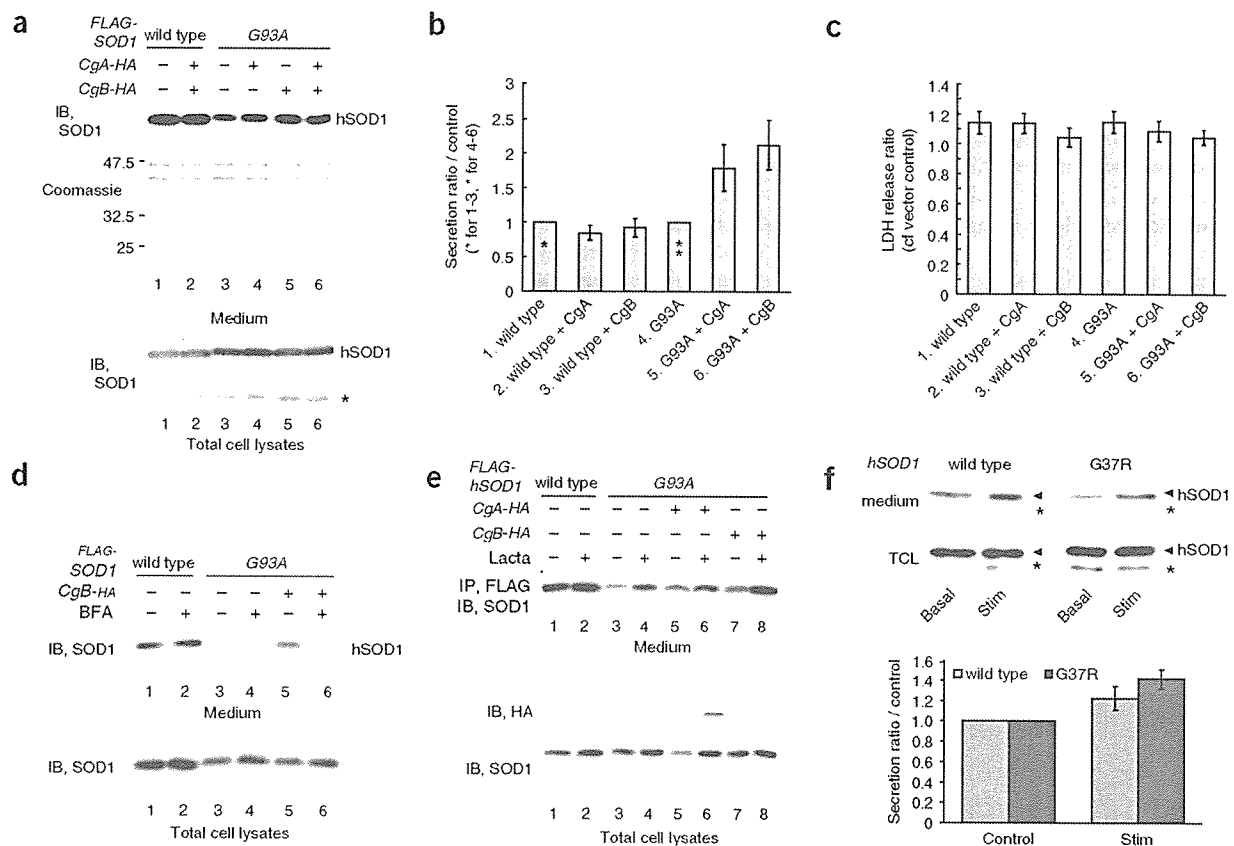 a
FLAG-
SOD1 wild type G93A
CgA-HA – + – + – +
CgB-HA – + – – + +
IB,
SOD1
hSOD1
47.5 -
Coomassie
32.5 -
25 -
1 2 3 4 5 6
Medium
IB,
SOD1
hSOD1
*
1 2 3 4 5 6
Total cell lysates
b
Secretion ratio / control
(* for 1-3, * for 4-6)
3
2.5
2
1.5
1
0.5
0
*
*
*
1. wild type
2. wild type + CgA
3. wild type + CgB
4. G93A
5. G93A + CgA
6. G93A + CgB
c
LDH release ratio
(cf vector control)
1.4
1.2
1.0
0.8
0.6
0.4
0.2
0
1. wild type
2. wild type + CgA
3. wild type + CgB
4. G93A
5. G93A + CgA
6. G93A + CgB
d
FLAG-
SOD1 wild type G93A
CgB-HA – – – – + +
BFA – + – + – +
IB, SOD1 hSOD1
1 2 3 4 5 6
Medium
IB, SOD1
1 2 3 4 5 6
Total cell lysates
e
FLAG-
hSOD1 wild type G93A
CgA-HA – – – – + + – –
CgB-HA – – – – – – + +
Lacta – + – + – + – +
IP, FLAG
IB, SOD1
1 2 3 4 5 6 7 8
Medium
IB, HA
IB, SOD1
1 2 3 4 5 6 7 8
Total cell lysates
f
hSOD1 wild type G37R
medium ◄ ◄ hSOD1
* *
TCL ◄ ◄ hSOD1
* *
Basal Stim Basal Stim
Secretion ratio / control
1.6
1.4
1.2
1.0
0.8
0.6
0.4
0.2
0
wild type G37R
Control Stim